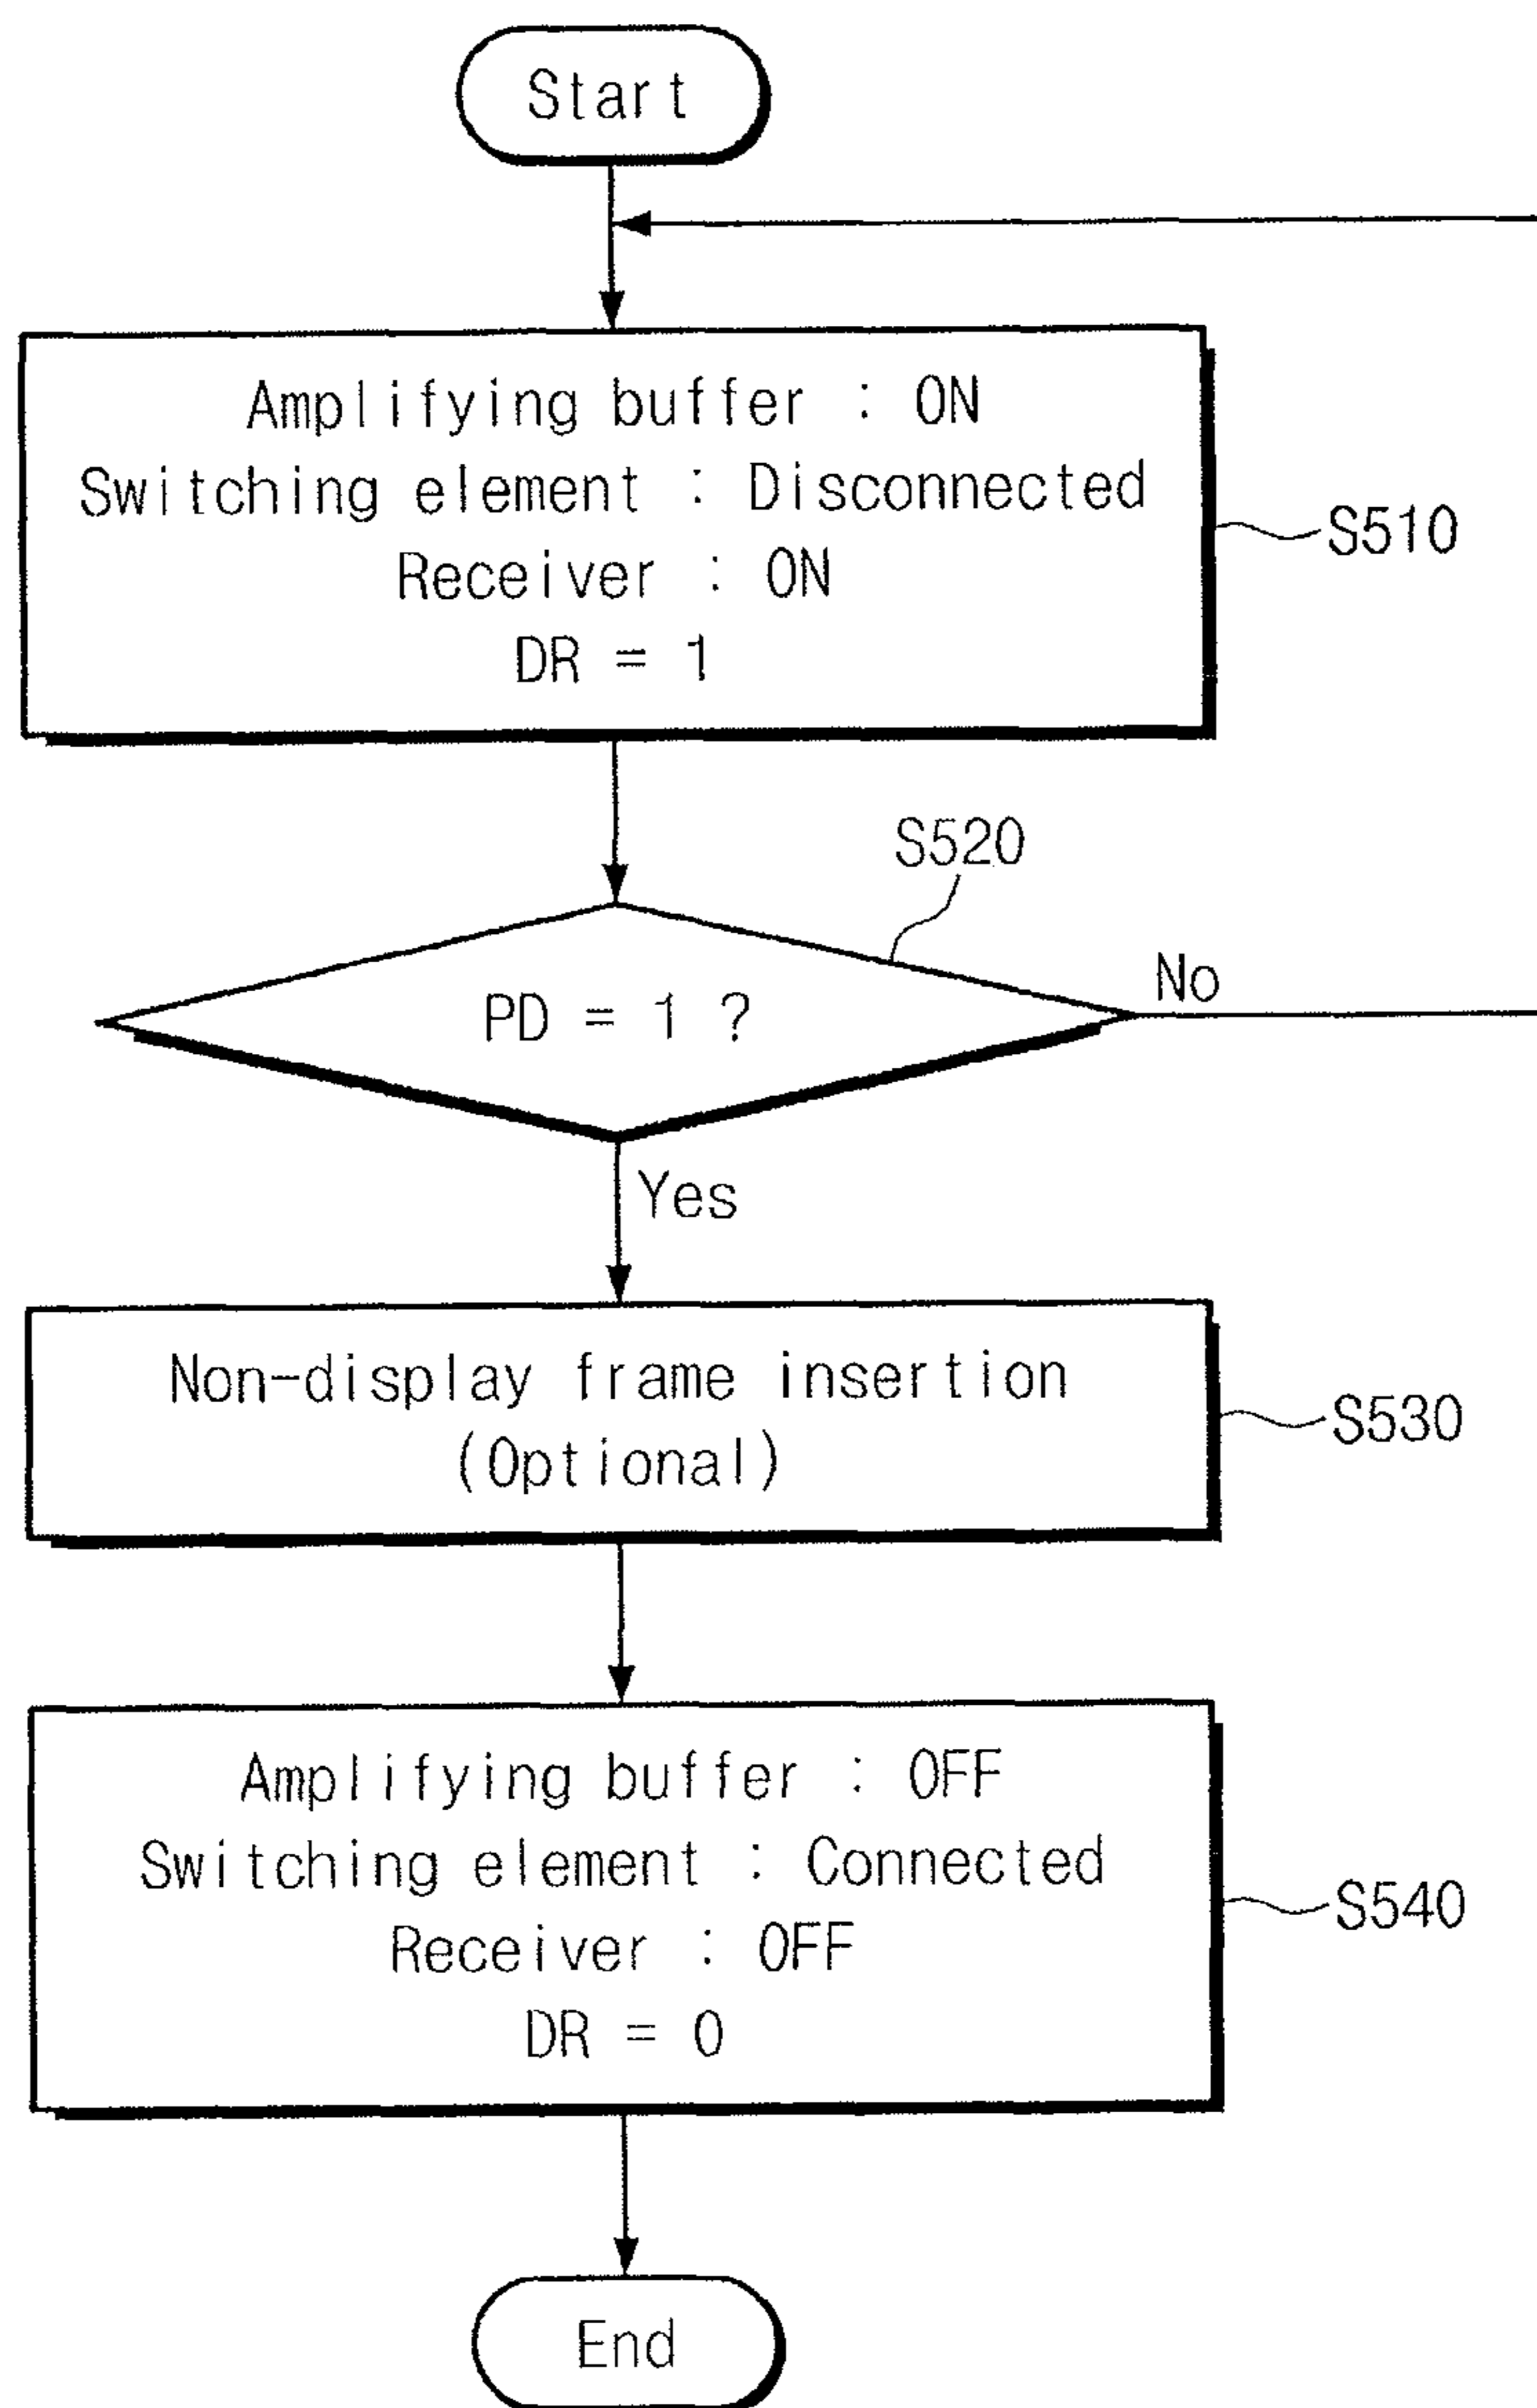 Start
Amplifying buffer : ON
Switching element : Disconnected
Receiver : ON
DR = 1
S510
S520
PD = 1 ?
No
Yes
Non-display frame insertion
(Optional)
S530
Amplifying buffer : OFF
Switching element : Connected
Receiver : OFF
DR = 0
S540
End